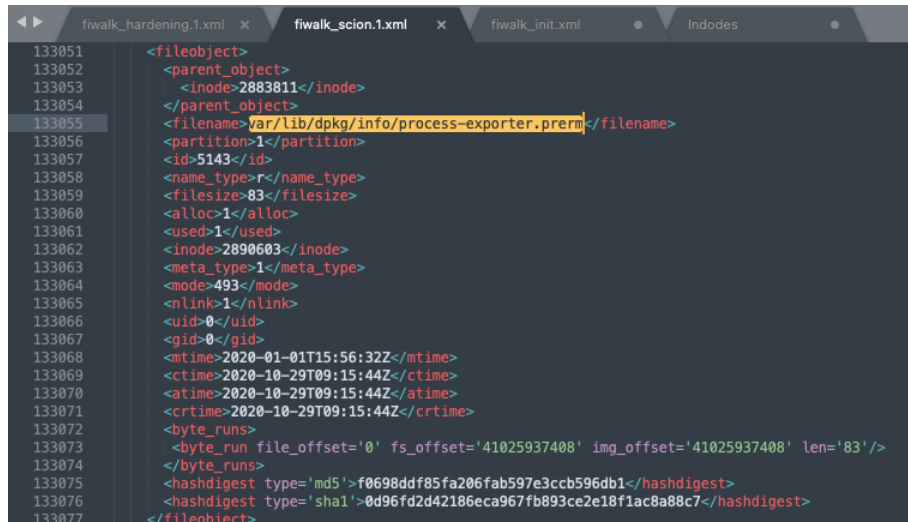 fiwalk_hardening.1.xml × fiwalk_scion.1.xml × fiwalk_init.xml Indodes
133051 <fileobject>
133052 <parent_object>
133053 <inode>2883811</inode>
133054 </parent_object>
133055 <filename>var/lib/dpkg/info/process-exporter.prerm</filename>
133056 <partition>1</partition>
133057 <id>5143</id>
133058 <name_type>r</name_type>
133059 <filesize>83</filesize>
133060 <alloc>1</alloc>
133061 <used>1</used>
133062 <inode>2890603</inode>
133063 <meta_type>1</meta_type>
133064 <mode>493</mode>
133065 <nlink>1</nlink>
133066 <uid>0</uid>
133067 <gid>0</gid>
133068 <mtime>2020-01-01T15:56:32Z</mtime>
133069 <ctime>2020-10-29T09:15:44Z</ctime>
133070 <atime>2020-10-29T09:15:44Z</atime>
133071 <crtime>2020-10-29T09:15:44Z</crtime>
133072 <byte_runs>
133073 <byte_run file_offset='0' fs_offset='41025937408' img_offset='41025937408' len='83'/>
133074 </byte_runs>
133075 <hashdigest type='md5'>f0698ddf85fa206fab597e3ccb596db1</hashdigest>
133076 <hashdigest type='sha1'>0d96fd2d42186eca967fb893ce2e18f1ac8a88c7</hashdigest>
133077 </fileobject>